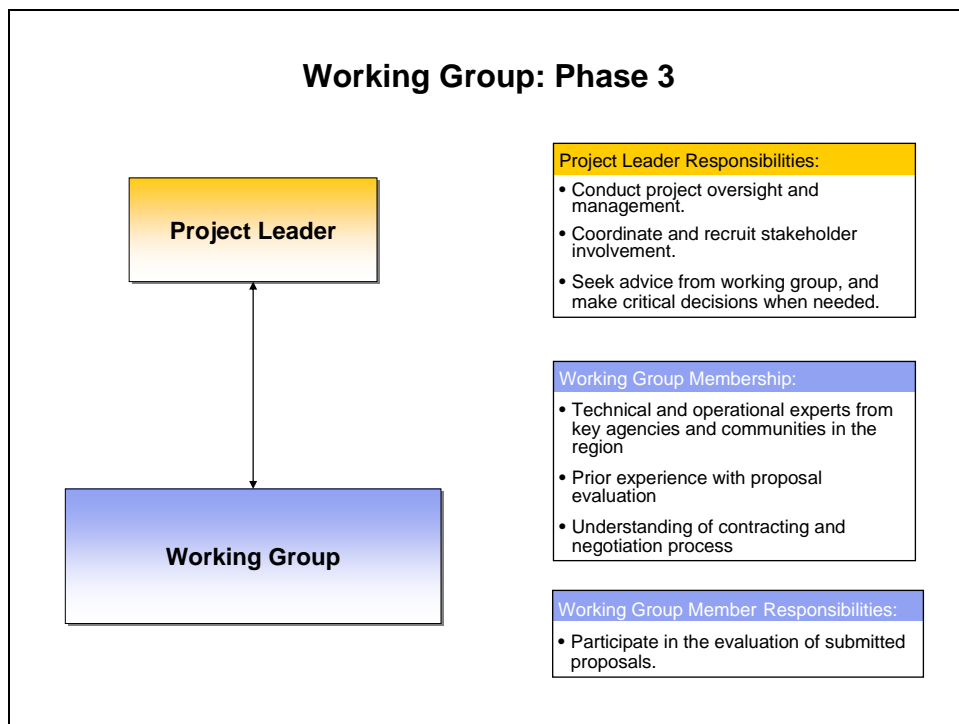 Working Group: Phase 3
Project Leader
Working Group
Project Leader Responsibilities:
• Conduct project oversight and
management.
• Coordinate and recruit stakeholder
involvement.
• Seek advice from working group, and
make critical decisions when needed.
Working Group Membership:
• Technical and operational experts from
key agencies and communities in the
region
• Prior experience with proposal
evaluation
• Understanding of contracting and
negotiation process
Working Group Member Responsibilities:
• Participate in the evaluation of submitted
proposals.